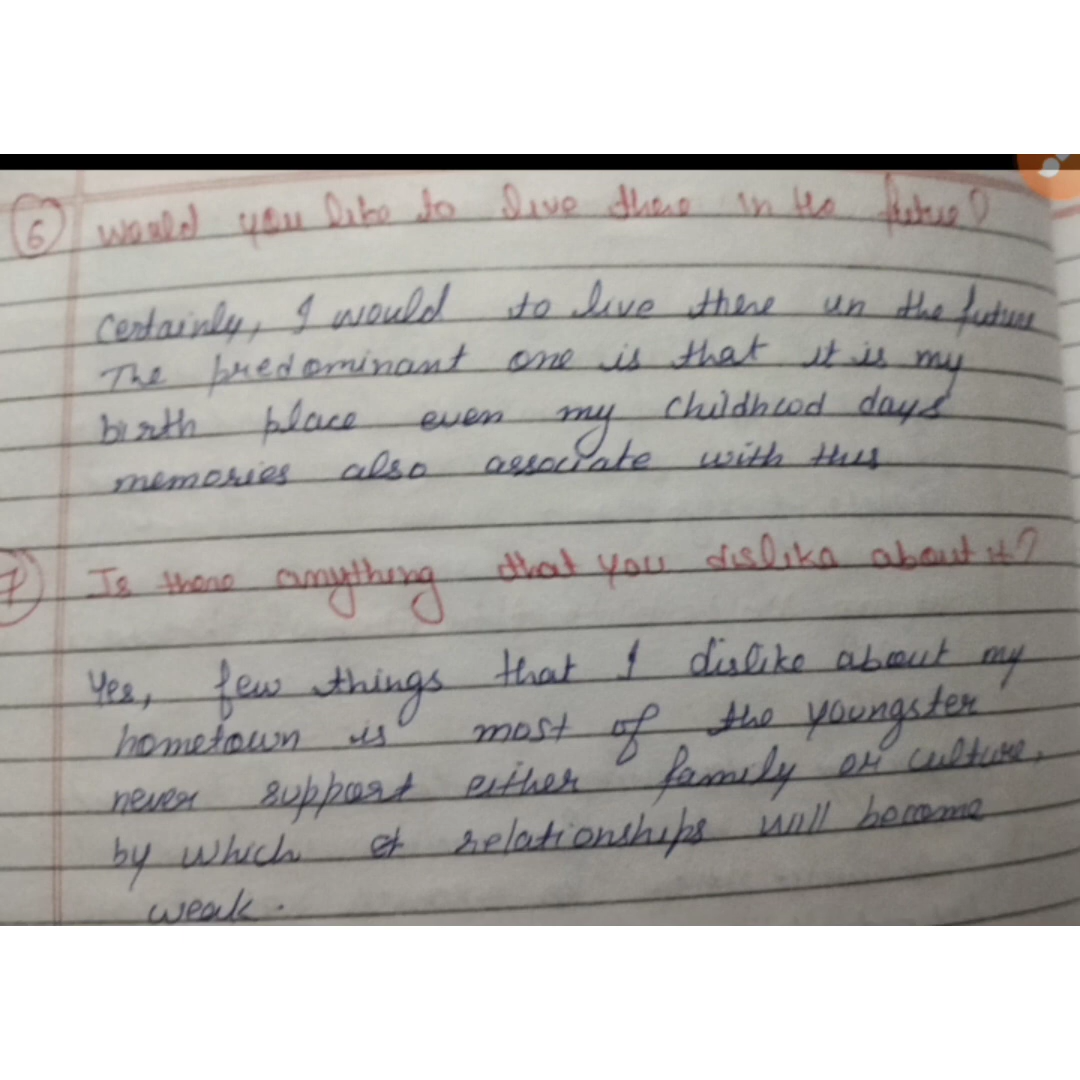 6 Would you like to live there in the future?
Certainly, I would to live there in the future
The predominant one is that it is my
birth place even my childhood days
memories also associate with this
7 Is there anything that you dislike about it?
Yes, few things that I dislike about my
hometown is most of the youngster
never support either family or culture,
by which relationships will become
weak.